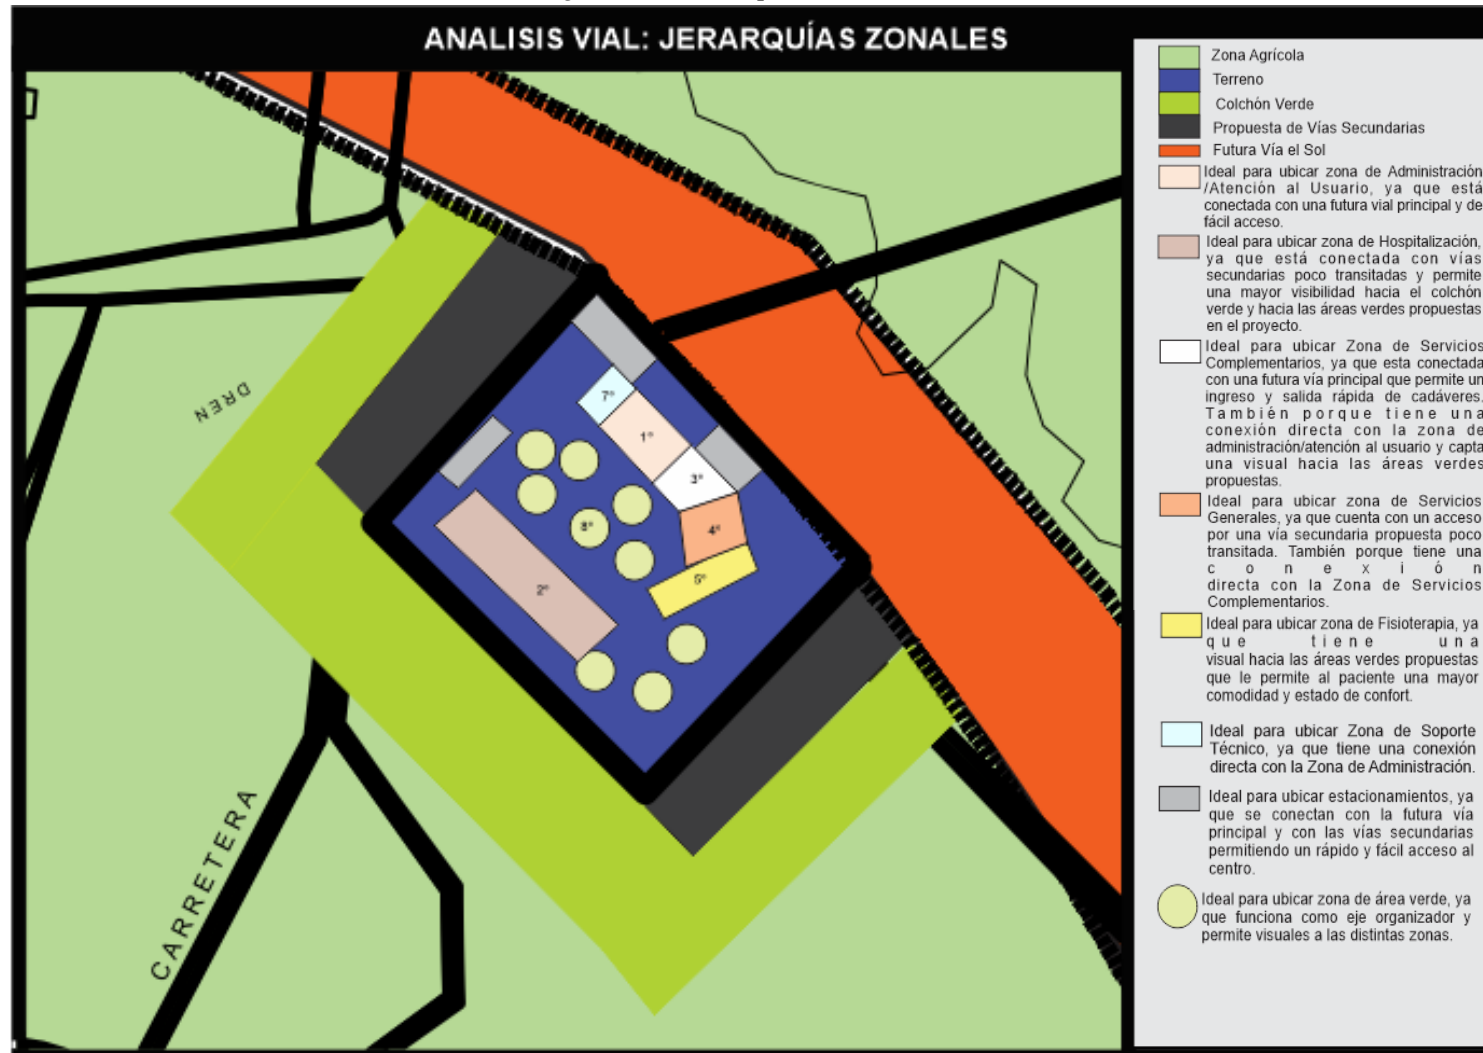 ANALISIS VIAL: JERARQUÍAS ZONALES
Zona Agrícola
Terreno
Colchón Verde
Propuesta de Vías Secundarias
Futura Vía el Sol
Ideal para ubicar zona de Administración
/Atención al Usuario, ya que está
conectada con una futura vial principal y de
fácil acceso.
Ideal para ubicar zona de Hospitalización,
ya que está conectada con vías
secundarias poco transitadas y permite
una mayor visibilidad hacia el colchón
verde y hacia las áreas verdes propuestas
en el proyecto.
Ideal para ubicar Zona de Servicios
Complementarios, ya que esta conectada
con una futura vía principal que permite un
ingreso y salida rápida de cadáveres.
También porque tiene una
conexión directa con la zona de
administración/atención al usuario y capta
una visual hacia las áreas verdes
propuestas.
Ideal para ubicar zona de Servicios
Generales, ya que cuenta con un acceso
por una vía secundaria propuesta poco
transitada. También porque tiene una
conexión
directa con la Zona de Servicios
Complementarios.
Ideal para ubicar zona de Fisioterapia, ya
que tiene una
visual hacia las áreas verdes propuestas
que le permite al paciente una mayor
comodidad y estado de confort.
Ideal para ubicar Zona de Soporte
Técnico, ya que tiene una conexión
directa con la Zona de Administración.
Ideal para ubicar estacionamientos, ya
que se conectan con la futura vía
principal y con las vías secundarias
permitiendo un rápido y fácil acceso al
centro.
Ideal para ubicar zona de área verde, ya
que funciona como eje organizador y
permite visuales a las distintas zonas.
DREN
CARRETERA
7°
1°
3°
4°
8°
5°
2°